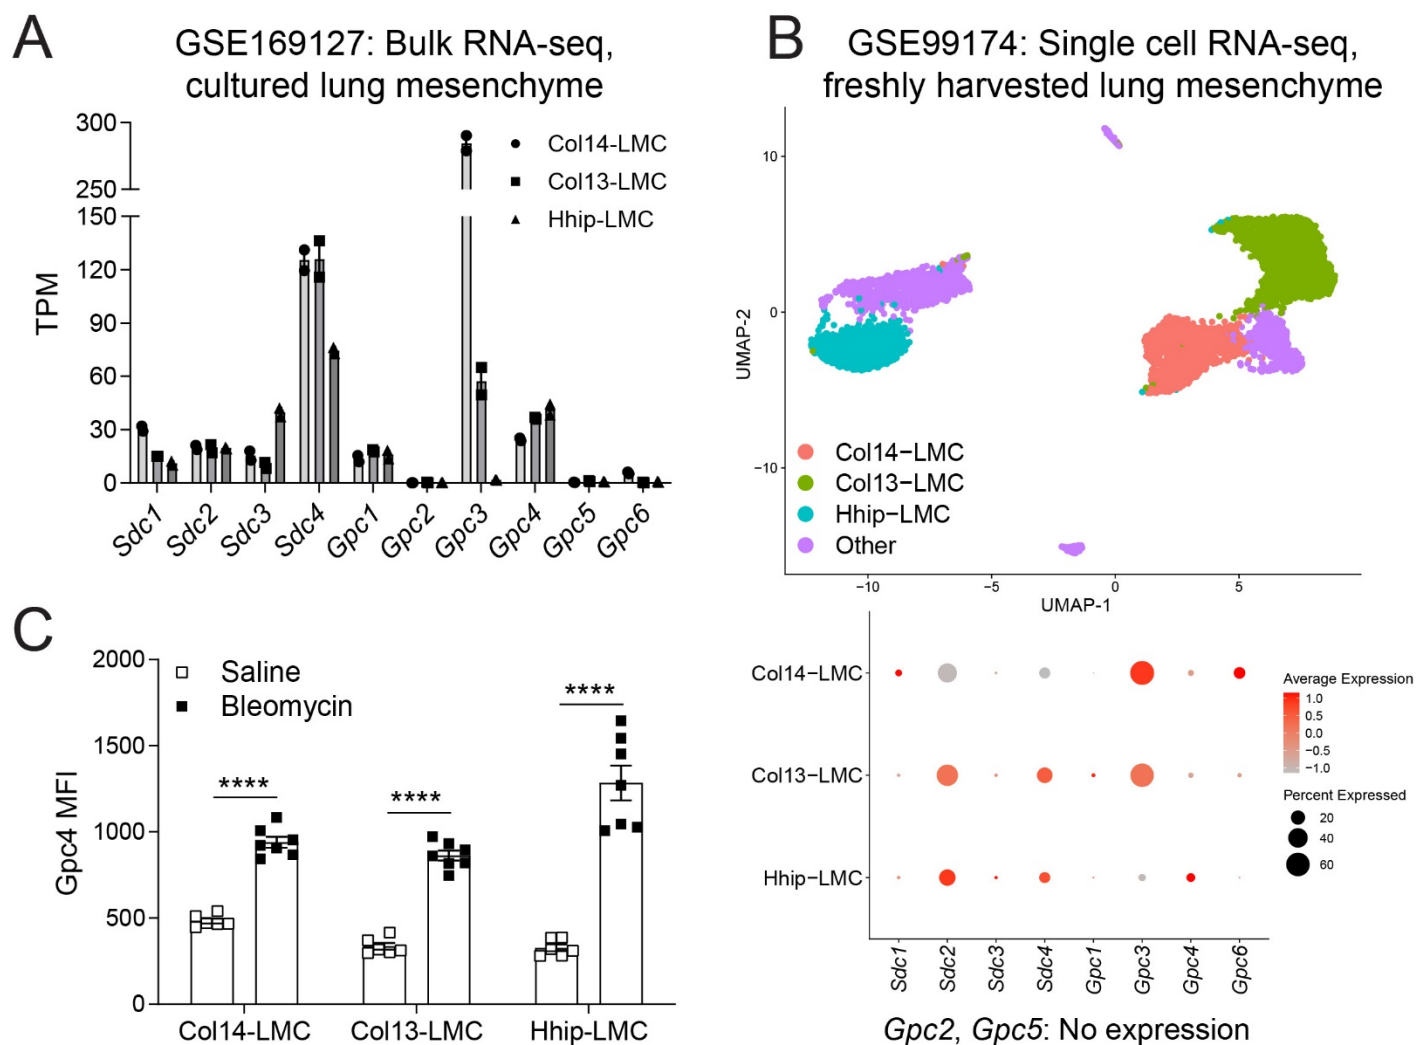 A
GSE169127: Bulk RNA-seq,
cultured lung mesenchyme
300
250
150
120
90
60
30
0
TPM
Col14-LMC
Col13-LMC
Hhip-LMC
Sdc1
Sdc2
Sdc3
Sdc4
Gpc1
Gpc2
Gpc3
Gpc4
Gpc5
Gpc6
B
GSE99174: Single cell RNA-seq,
freshly harvested lung mesenchyme
10
0
−10
UMAP-2
Col14−LMC
Col13−LMC
Hhip−LMC
Other
−10
−5
0
5
UMAP-1
C
2000
1500
1000
500
0
Gpc4 MFI
Saline
Bleomycin
****
****
****
Col14-LMC
Col13-LMC
Hhip-LMC
Col14−LMC
Col13−LMC
Hhip−LMC
Average Expression
1.0
0.5
0.0
−0.5
−1.0
Percent Expressed
20
40
60
Sdc1
Sdc2
Sdc3
Sdc4
Gpc1
Gpc3
Gpc4
Gpc6
Gpc2, Gpc5: No expression